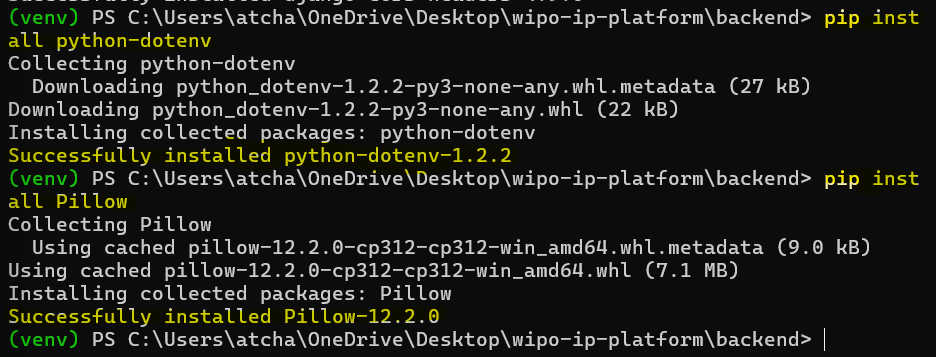 (venv) PS C:\Users\atcha\OneDrive\Desktop\wipo-ip-platform\backend> pip inst
all python-dotenv
Collecting python-dotenv
  Downloading python_dotenv-1.2.2-py3-none-any.whl.metadata (27 kB)
Downloading python_dotenv-1.2.2-py3-none-any.whl (22 kB)
Installing collected packages: python-dotenv
Successfully installed python-dotenv-1.2.2
(venv) PS C:\Users\atcha\OneDrive\Desktop\wipo-ip-platform\backend> pip inst
all Pillow
Collecting Pillow
  Using cached pillow-12.2.0-cp312-cp312-win_amd64.whl.metadata (9.0 kB)
Using cached pillow-12.2.0-cp312-cp312-win_amd64.whl (7.1 MB)
Installing collected packages: Pillow
Successfully installed Pillow-12.2.0
(venv) PS C:\Users\atcha\OneDrive\Desktop\wipo-ip-platform\backend>